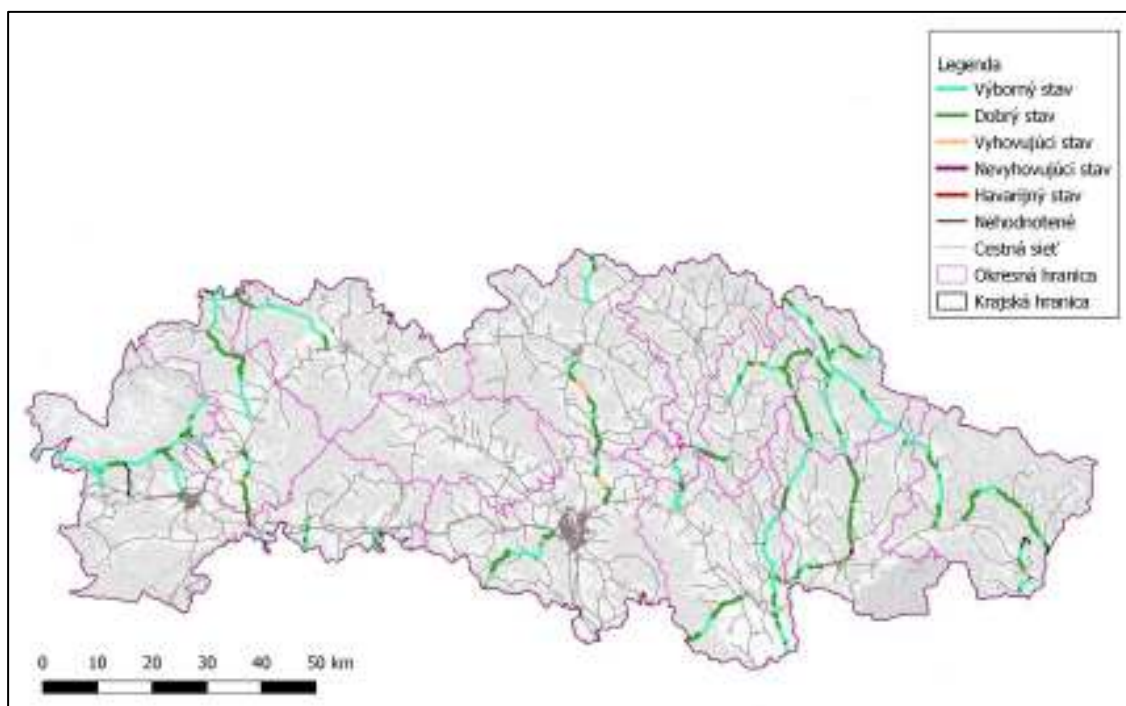 Legenda
Výborný stav
Dobrý stav
Vyhovujúci stav
Nevyhovujúci stav
Havarijný stav
Nehodnotené
Cestná sieť
Okresná hranica
Krajská hranica
0 10 20 30 40 50 km